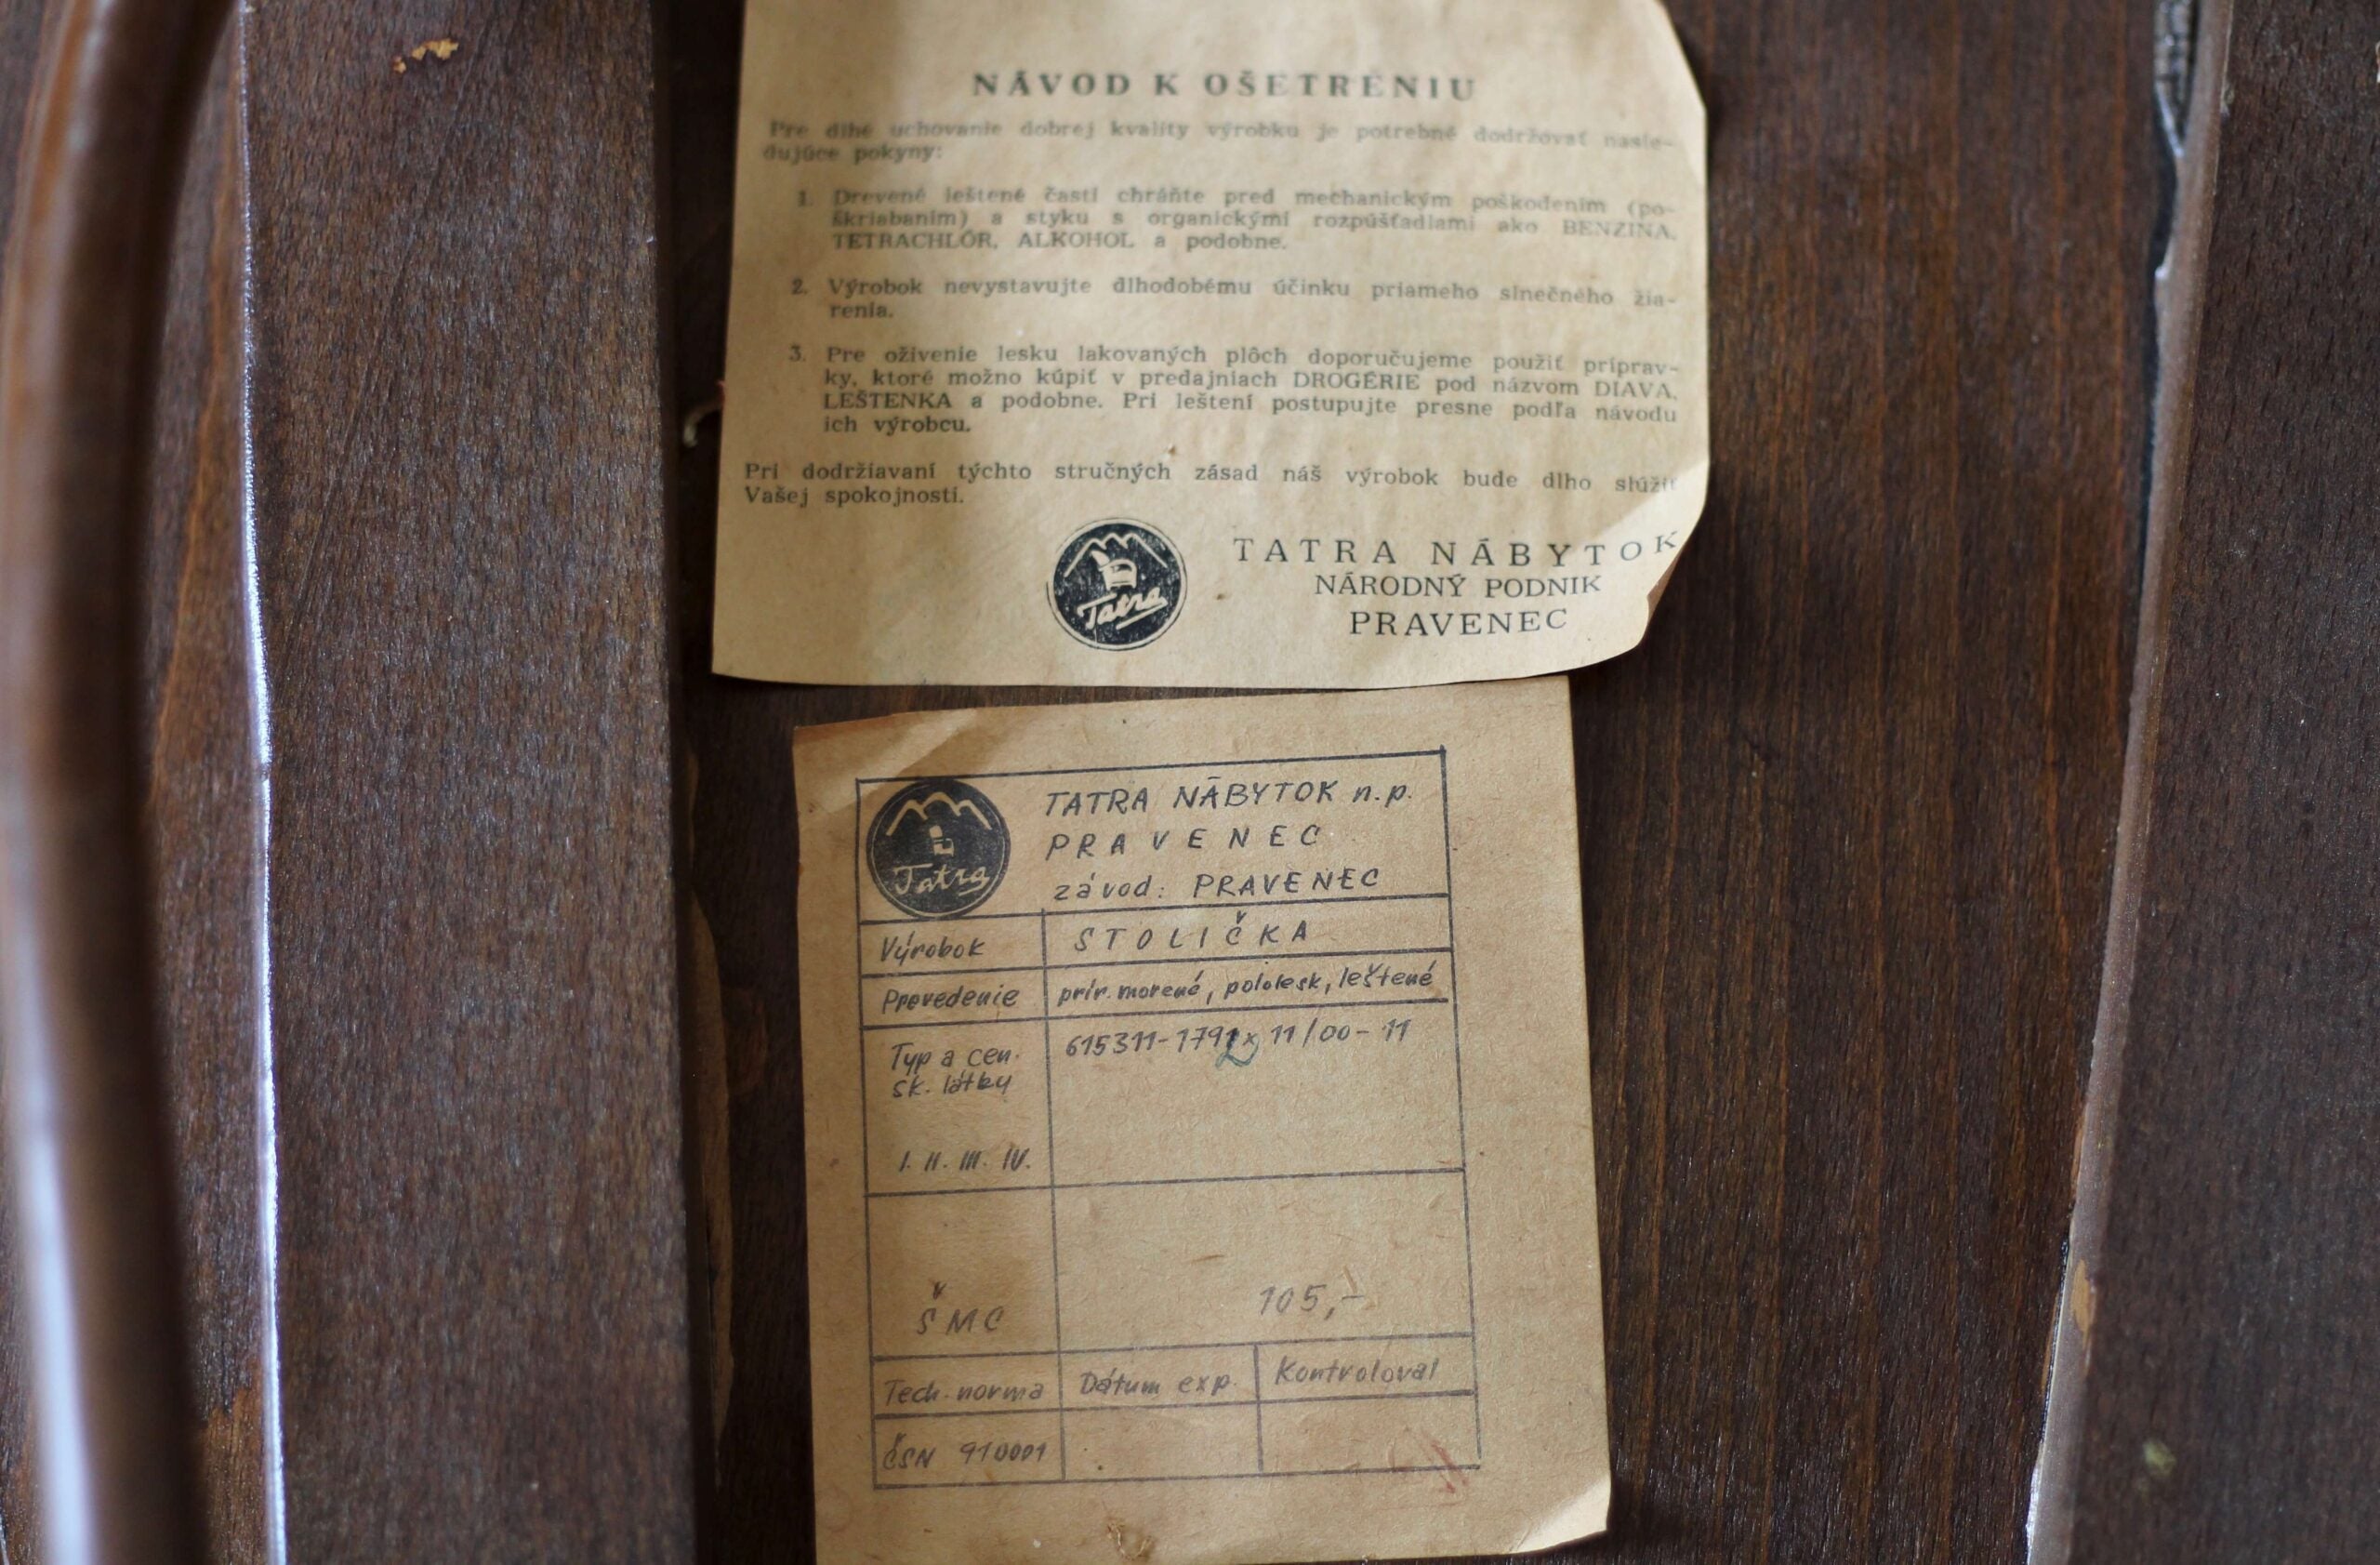 NÁVOD K OŠETRENIU
Pre dlhé uchovanie dobrej kvality výrobku je potrebné dodržovať nasle-
dujúce pokyny:
1. Drevené leštené časti chráňte pred mechanickým poškodením (po-
škriabaním) a styku s organickými rozpúšťadlami ako BENZINA,
TETRACHLÓR, ALKOHOL a podobne.
2. Výrobok nevystavujte dlhodobému účinku priameho slnečného žia-
renia.
3. Pre oživenie lesku lakovaných plôch doporučujeme použiť príprav-
ky, ktoré možno kúpiť v predajniach DROGÉRIE pod názvom DIAVA,
LEŠTENKA a podobne. Pri leštení postupujte presne podľa návodu
ich výrobcu.
Pri dodržíavaní týchto stručných zásad náš výrobok bude dlho slúžiť
Vašej spokojnosti.
Tatra
TATRA NÁBYTOK
NÁRODNÝ PODNIK
PRAVENEC
Tatra
TATRA NÁBYTOK n.p.
PRAVENEC
závod: PRAVENEC
Výrobok STOLIČKA
Prevedenie prír. morené, pololesk, leštené
Typ a cen. 615311-1792x 11/00-11
sk. látky
I. II. III. IV.
ŠMC 105,-
Tech. norma Dátum exp. Kontroloval
ČSN 910001